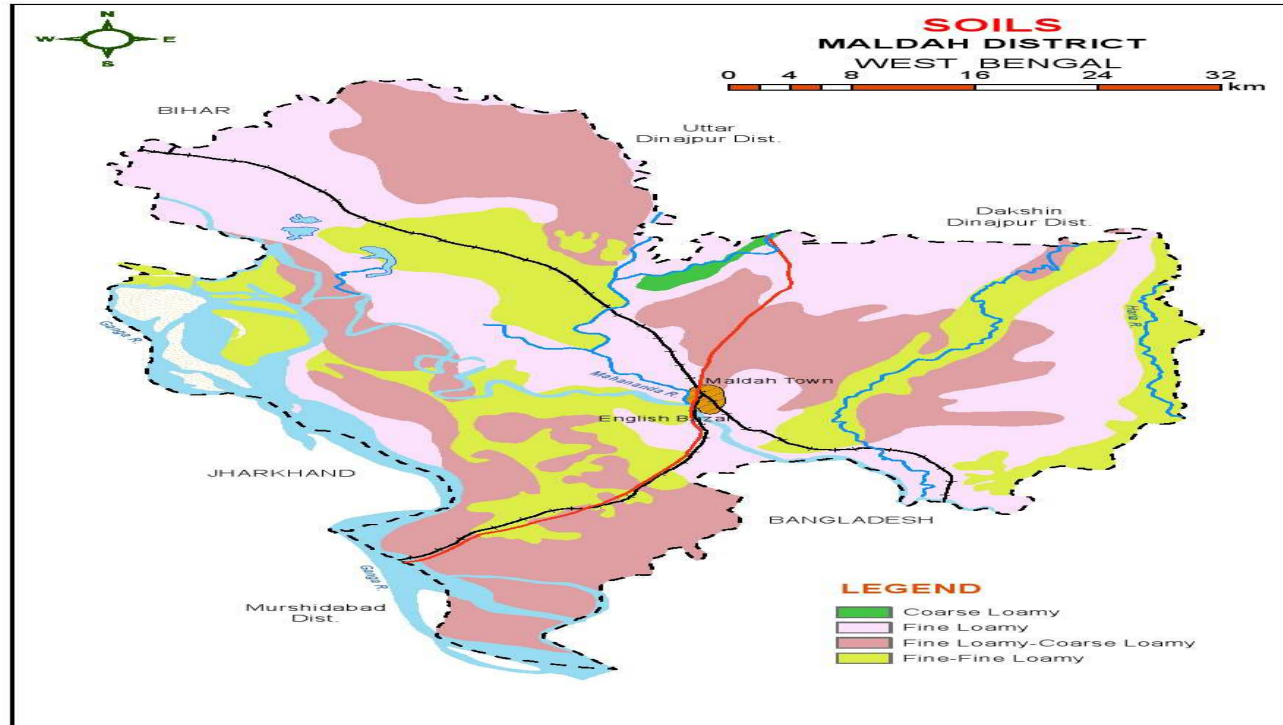 SOILS
MALDAH DISTRICT
WEST BENGAL
0 4 8 16 24 32
km
N
W E
S
BIHAR
Uttar
Dinajpur Dist.
Dakshin
Dinajpur Dist.
Ganga R.
Mahananda R.
Maldah Town
English Bazar
JHARKHAND
BANGLADESH
Ganga R.
Murshidabad
Dist.
LEGEND
Coarse Loamy
Fine Loamy
Fine Loamy-Coarse Loamy
Fine-Fine Loamy